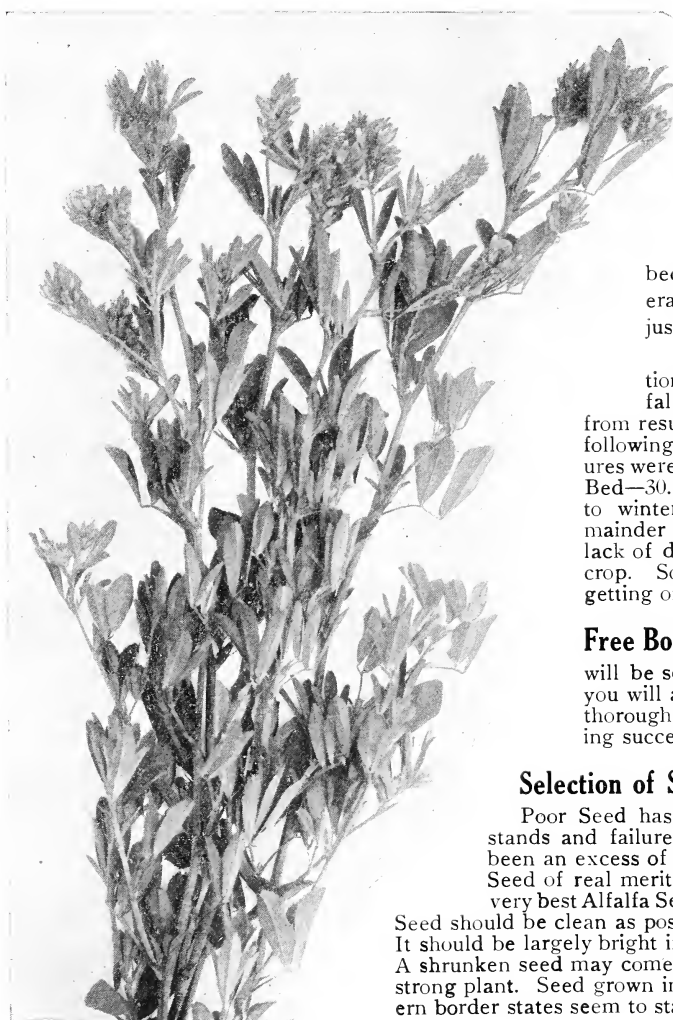 bee
era
jus
tion
fal
from resu
following
ures were
Bed—30.
to winter
mainder
lack of d
crop. So
getting o
Free Bo
will be s
you will a
thorough
ing succe
Selection of S
Poor Seed has
stands and failure
been an excess of
Seed of real merit
very best Alfalfa Se
Seed should be clean as pos
It should be largely bright i
A shrunken seed may come
strong plant. Seed grown i
ern border states seem to sta